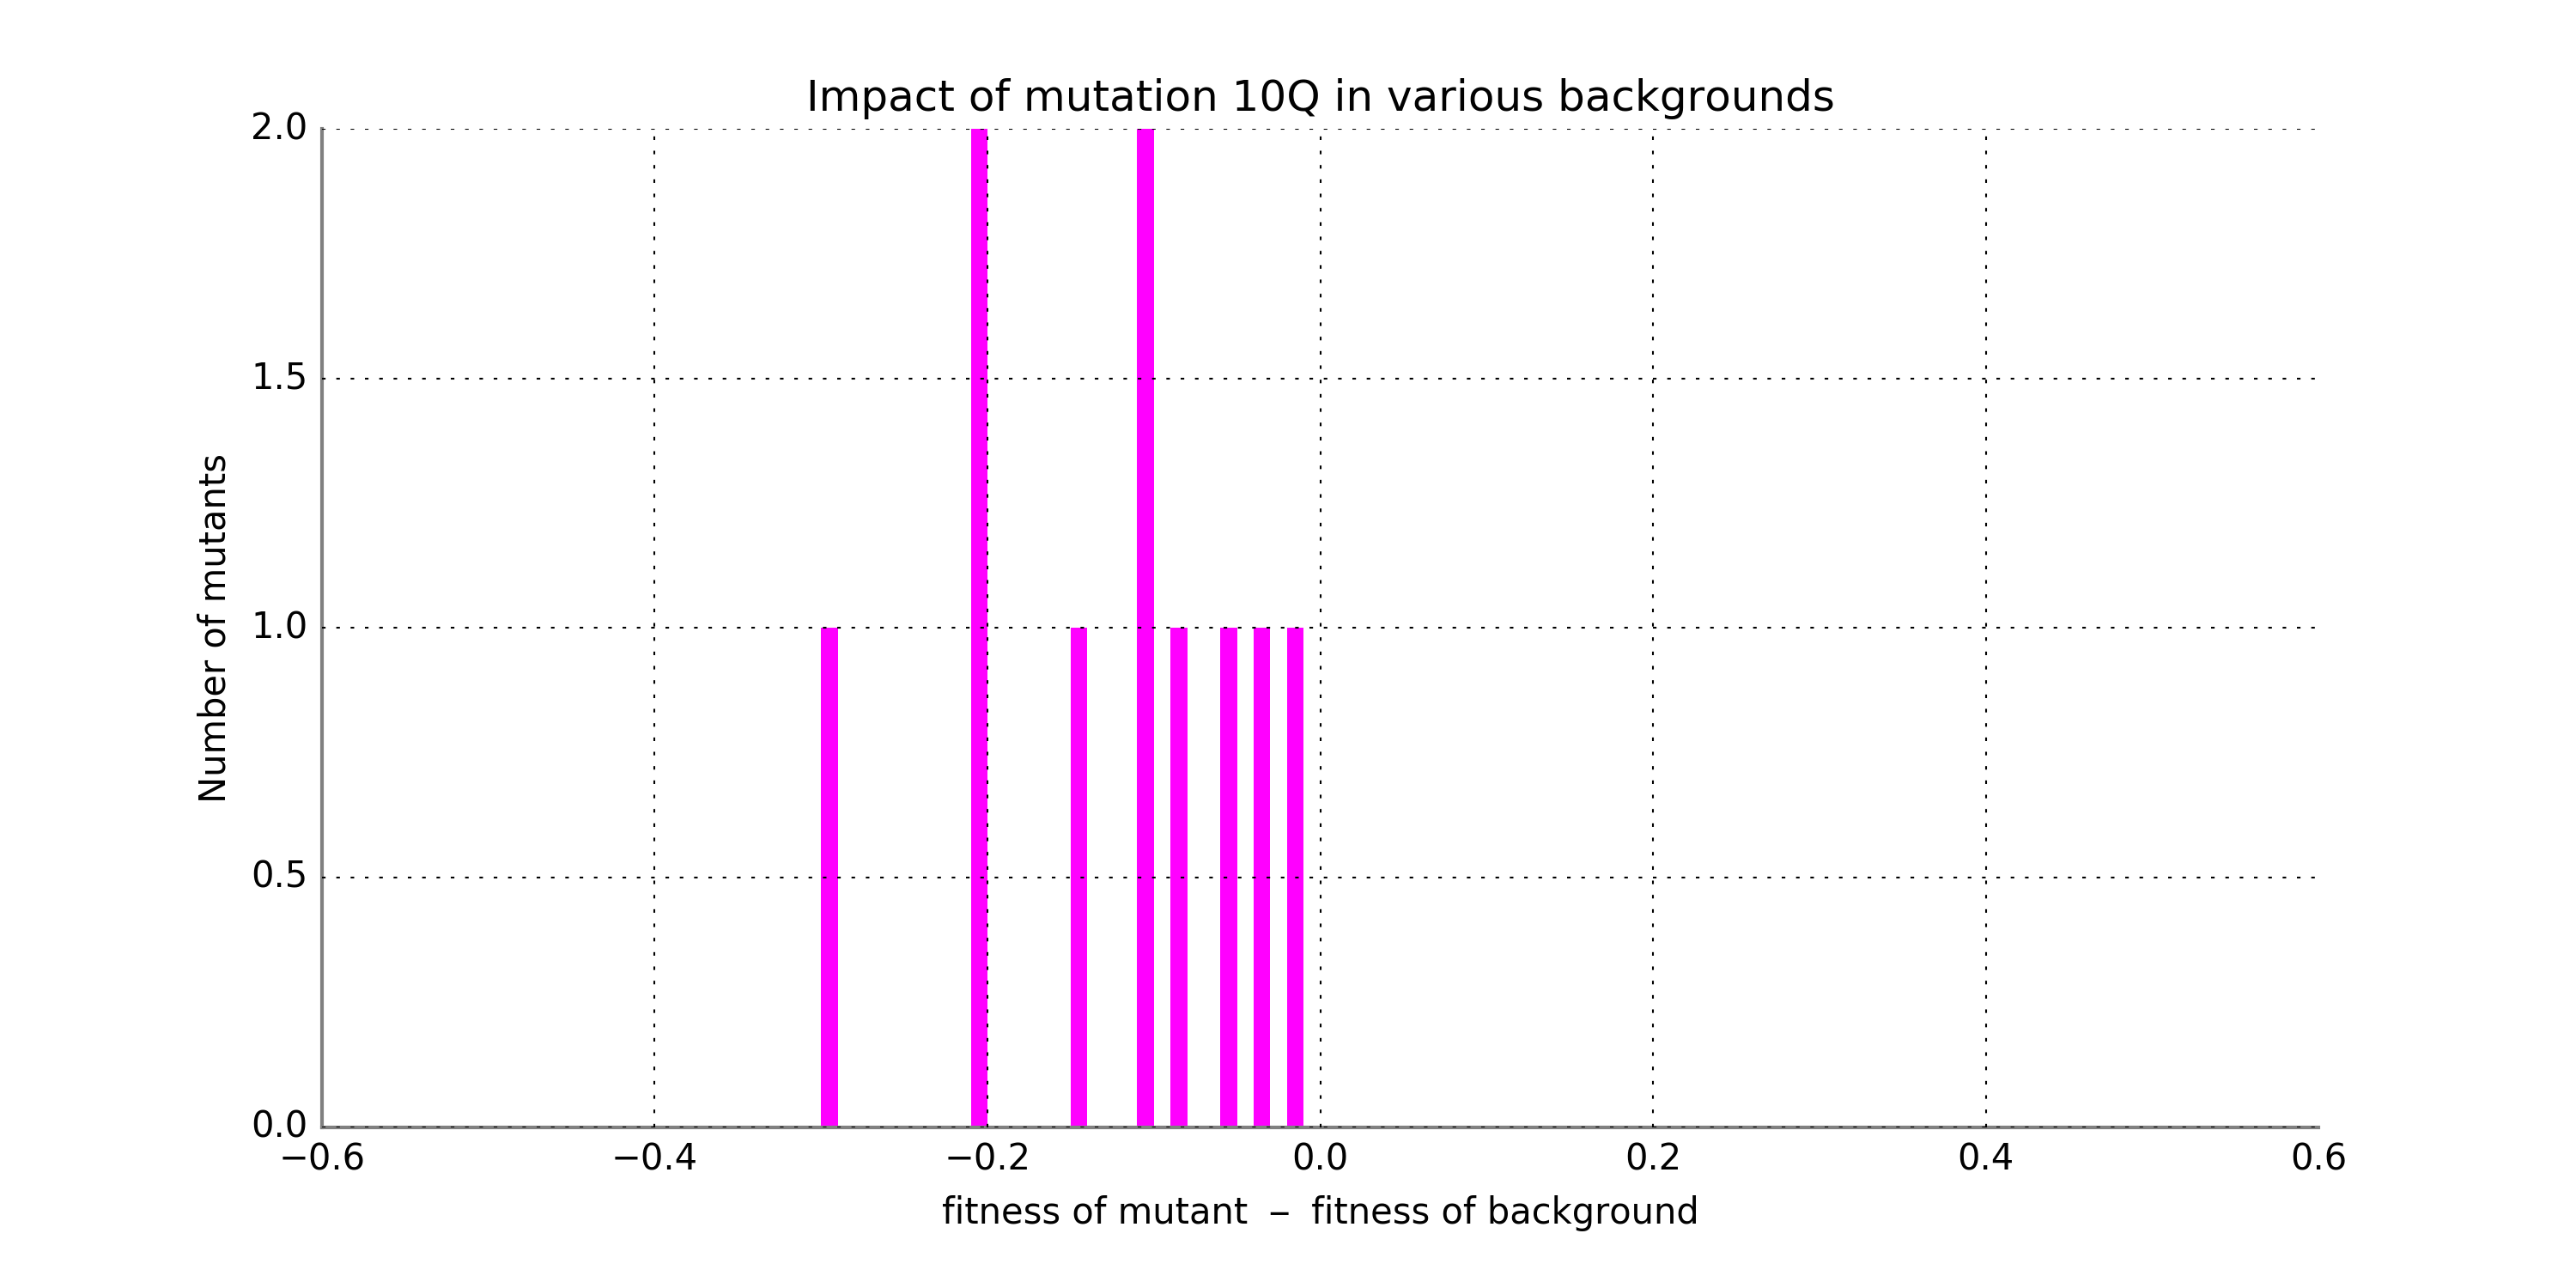 Impact of mutation 10Q in various backgrounds
2.0
1.5
1.0
0.5
0.0
Number of mutants
−0.6 −0.4 −0.2 0.0 0.2 0.4 0.6
fitness of mutant − fitness of background